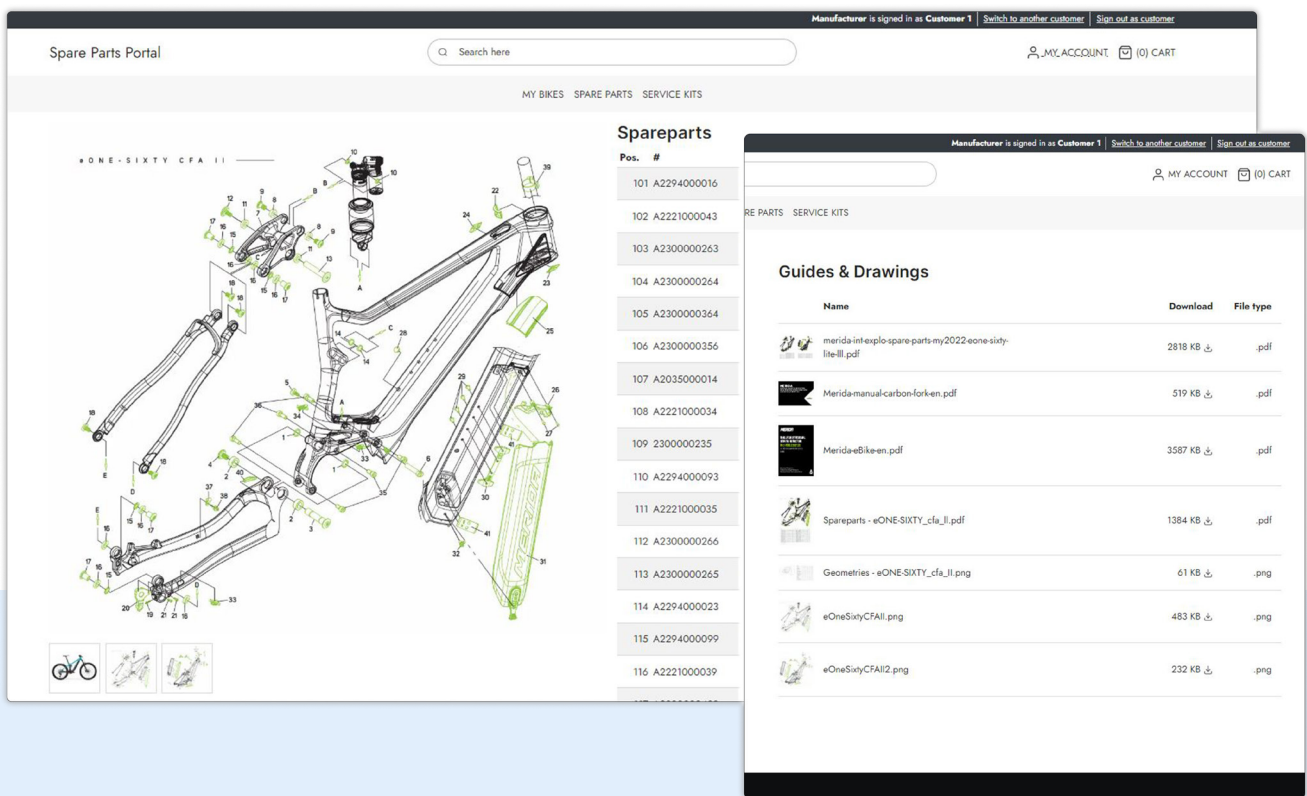 Manufacturer is signed in as Customer 1 Switch to another customer Sign out as customer
Spare Parts Portal
Search here
MY ACCOUNT (0) CART
MY BIKES SPARE PARTS SERVICE KITS
eONE-SIXTY CFA II
Spareparts
Pos. #
101 A2294000016
102 A2221000043
103 A2300000263
104 A2300000264
105 A2300000364
106 A2300000356
107 A2035000014
108 A2221000034
109 2300000235
110 A2294000093
111 A2221000035
112 A2300000266
113 A2300000265
114 A2294000023
115 A2294000099
116 A2221000039
MERIDA
Manufacturer is signed in as Customer 1 Switch to another customer Sign out as customer
MY ACCOUNT (0) CART
RE PARTS SERVICE KITS
Guides & Drawings
Name Download File type
merida-int-explo-spare-parts-my2022-eone-sixty-
lite-III.pdf 2818 KB .pdf
Merida-manual-carbon-fork-en.pdf 519 KB .pdf
Merida-eBike-en.pdf 3587 KB .pdf
Spareparts - eONE-SIXTY_cfa_II.pdf 1384 KB .pdf
Geometries - eONE-SIXTY_cfa_II.png 61 KB .png
eOneSixtyCFAII.png 483 KB .png
eOneSixtyCFAII2.png 232 KB .png